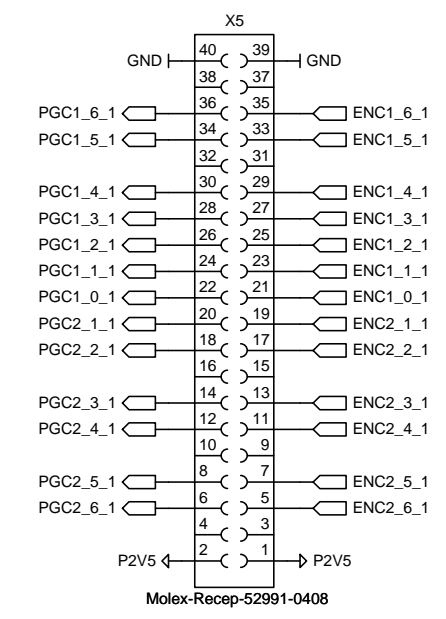 X5
GND 40 39 GND
38 37
PGC1_6_1 36 35 ENC1_6_1
PGC1_5_1 34 33 ENC1_5_1
32 31
PGC1_4_1 30 29 ENC1_4_1
PGC1_3_1 28 27 ENC1_3_1
PGC1_2_1 26 25 ENC1_2_1
PGC1_1_1 24 23 ENC1_1_1
PGC1_0_1 22 21 ENC1_0_1
PGC2_1_1 20 19 ENC2_1_1
PGC2_2_1 18 17 ENC2_2_1
16 15
PGC2_3_1 14 13 ENC2_3_1
PGC2_4_1 12 11 ENC2_4_1
10 9
PGC2_5_1 8 7 ENC2_5_1
PGC2_6_1 6 5 ENC2_6_1
4 3
P2V5 2 1 P2V5
Molex-Recep-52991-0408